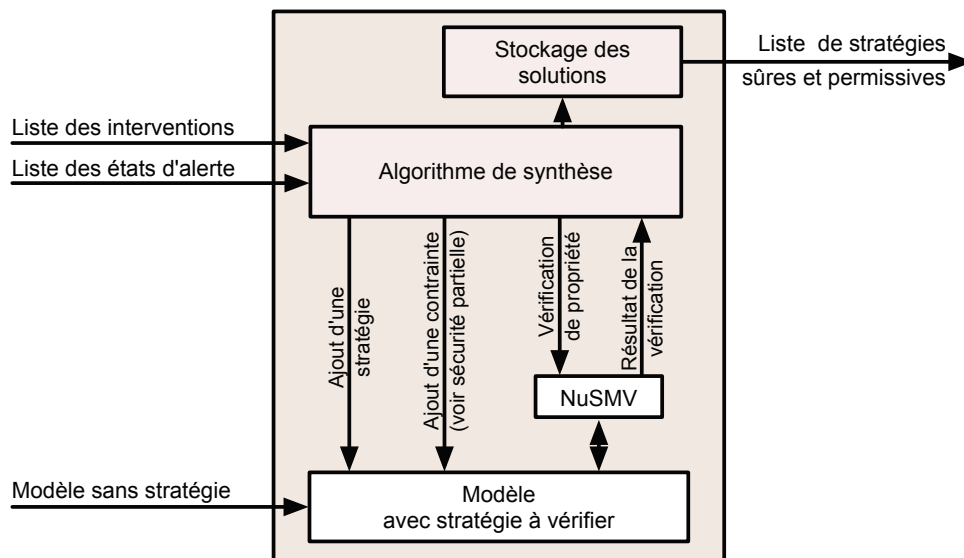 Stockage des
solutions
Liste de stratégies
sûres et permissives
Liste des interventions
Liste des états d'alerte
Algorithme de synthèse
Ajout d'une
stratégie
Ajout d'une contrainte
(voir sécurité partielle)
Vérification
de propriété
Résultat de la
vérification
NuSMV
Modèle sans stratégie
Modèle
avec stratégie à vérifier